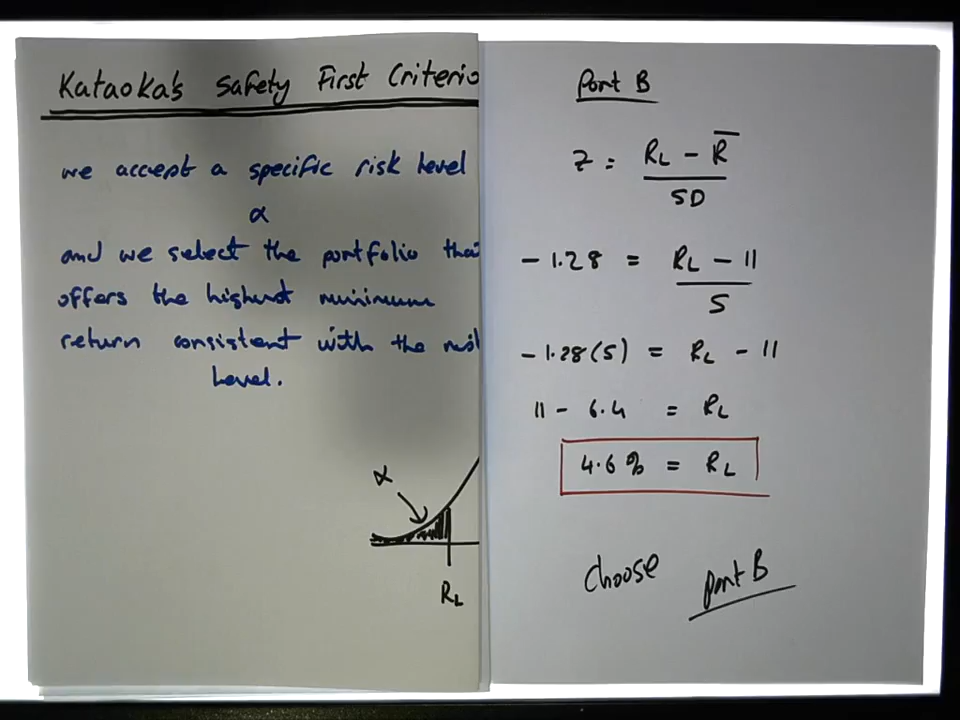 Kataoka's Safety First Criterio
we accept a specific risk level
α
and we select the portfolio that
offers the highest minimum
return consistent with the risk
level.
α
RL
Port B
Z = RL - R̅
SD
-1.28 = RL - 11
5
-1.28(5) = RL - 11
11 - 6.4 = RL
4.6% = RL
choose Port B